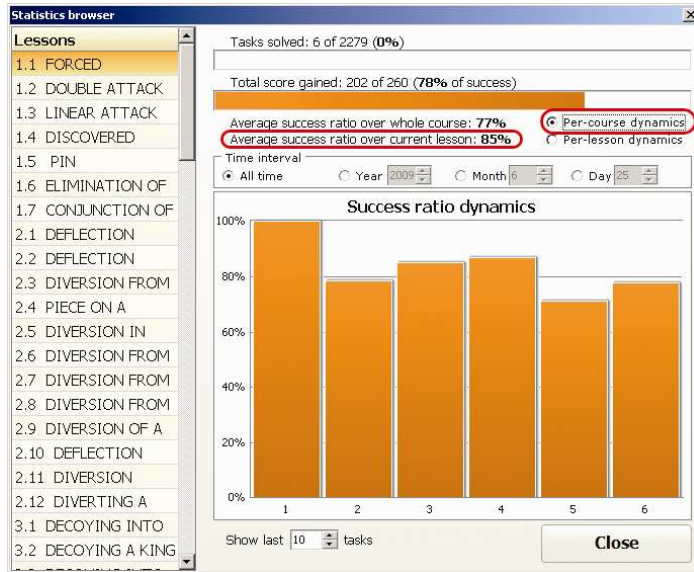 Statistics browser
Lessons
1.1 FORCED
1.2 DOUBLE ATTACK
1.3 LINEAR ATTACK
1.4 DISCOVERED
1.5 PIN
1.6 ELIMINATION OF
1.7 CONJUNCTION OF
2.1 DEFLECTION
2.2 DEFLECTION
2.3 DIVERSION FROM
2.4 PIECE ON A
2.5 DIVERSION IN
2.6 DIVERSION FROM
2.7 DIVERSION FROM
2.8 DIVERSION FROM
2.9 DIVERSION OF A
2.10 DEFLECTION
2.11 DIVERSION
2.12 DIVERTING A
3.1 DECOYING INTO
3.2 DECOYING A KING
Tasks solved: 6 of 2279 (0%)
Total score gained: 202 of 260 (78% of success)
Average success ratio over whole course: 77%
Per-course dynamics
Average success ratio over current lesson: 85%
Per-lesson dynamics
Time interval
All time Year 2009 Month 6 Day 25
Success ratio dynamics
100%
80%
60%
40%
20%
0%
1 2 3 4 5 6
Show last 10 tasks
Close